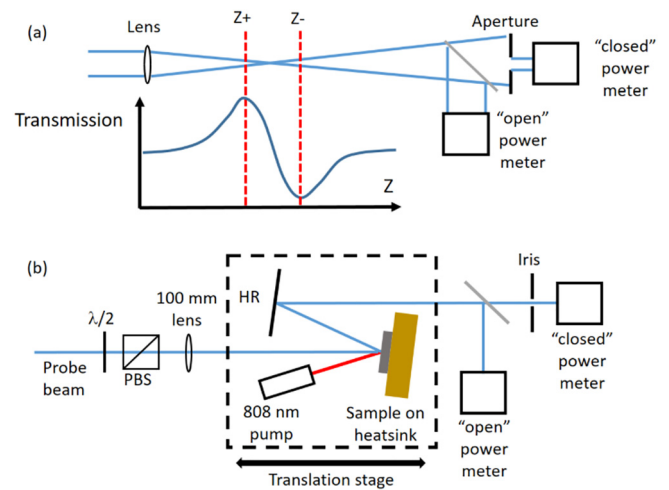 (a)
Lens
Z+
Z-
Aperture
“closed”
power
meter
“open”
power
meter
Transmission
Z
(b)
λ/2
PBS
100 mm
lens
Probe
beam
HR
808 nm
pump
Sample on
heatsink
Translation stage
Iris
“closed”
power
meter
“open”
power
meter